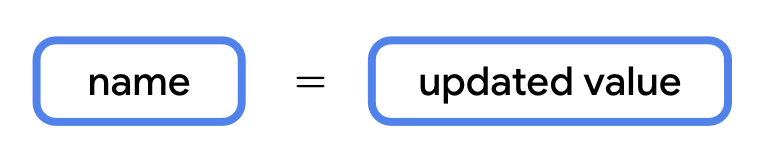 name = updated value